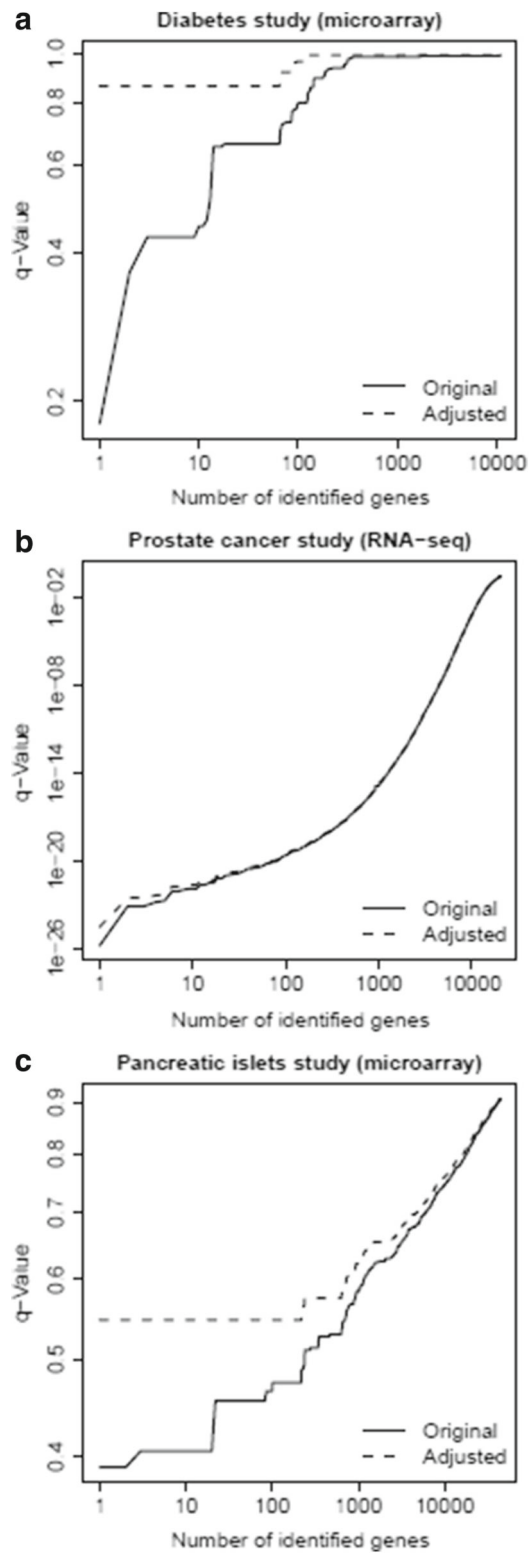 a
Diabetes study (microarray)
1.0
0.8
0.6
0.4
0.2
q-Value
Original
Adjusted
1 10 100 1000 10000
Number of identified genes
b
Prostate cancer study (RNA-seq)
1e-02
1e-08
1e-14
1e-20
1e-26
q-Value
Original
Adjusted
1 10 100 1000 10000
Number of identified genes
c
Pancreatic islets study (microarray)
0.9
0.8
0.7
0.6
0.5
0.4
q-Value
Original
Adjusted
1 10 100 1000 10000
Number of identified genes